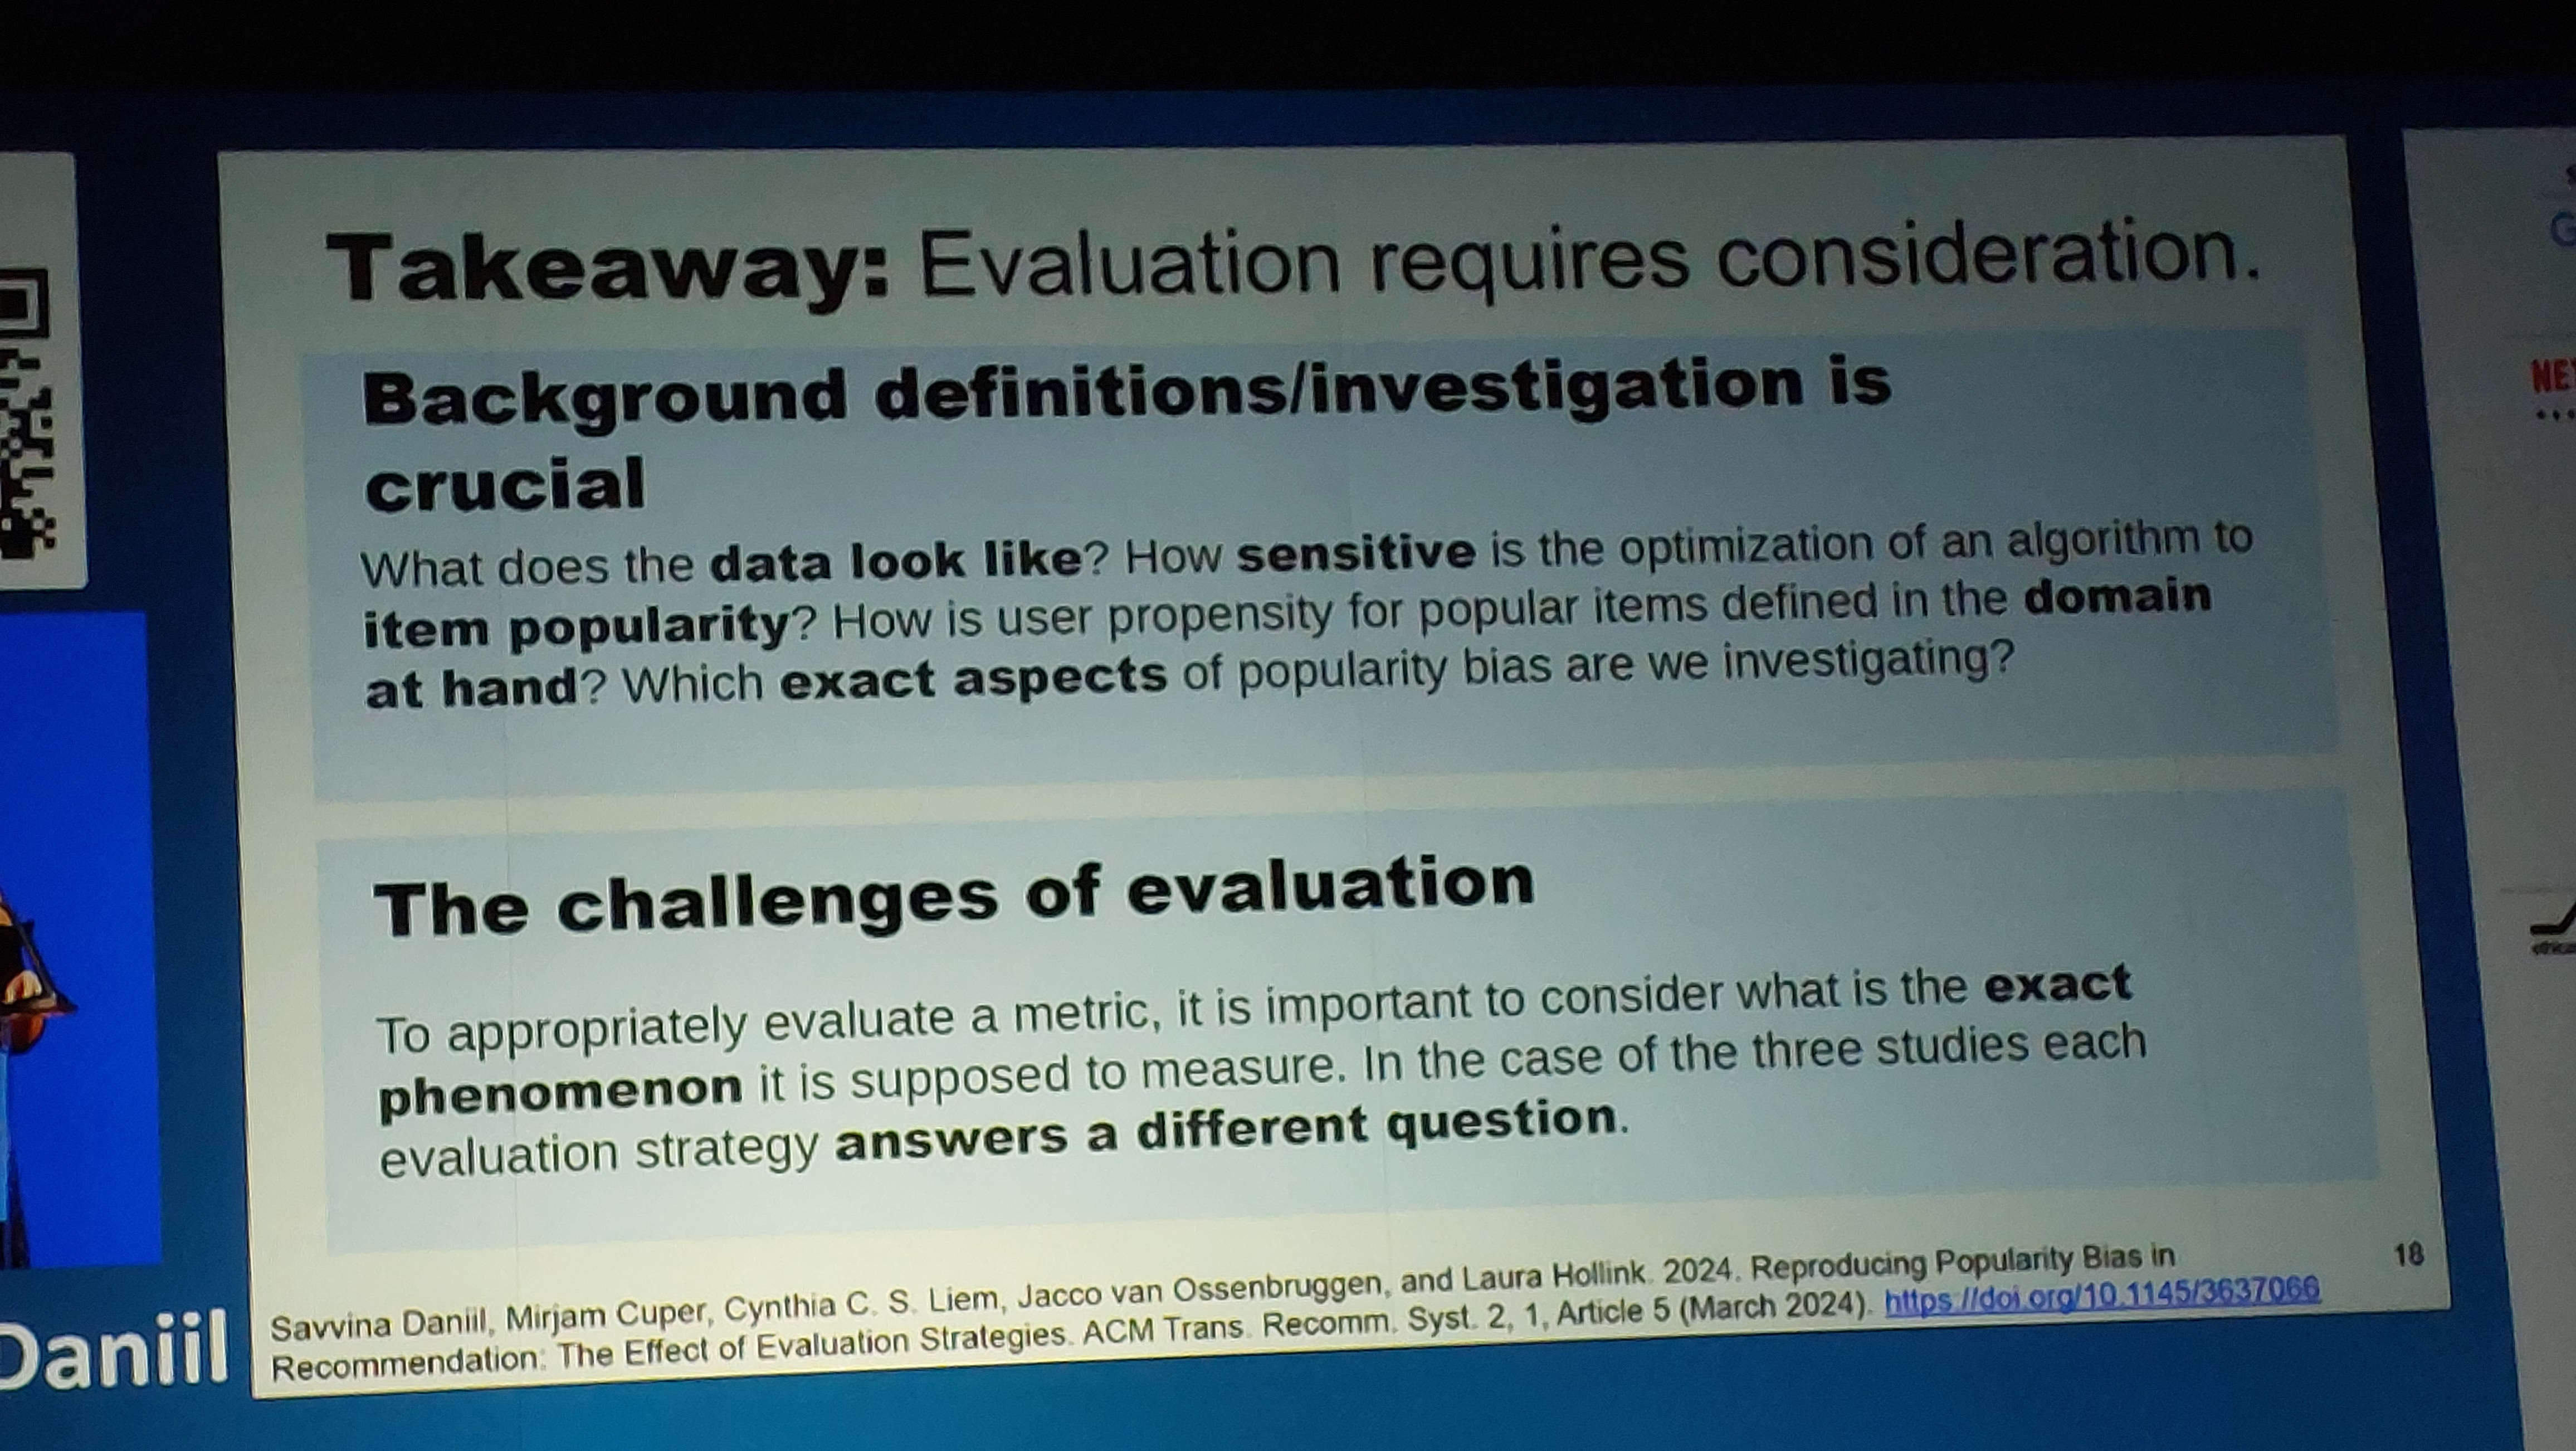 Takeaway: Evaluation requires consideration.
Background definitions/investigation is
crucial
What does the data look like? How sensitive is the optimization of an algorithm to
item popularity? How is user propensity for popular items defined in the domain
at hand? Which exact aspects of popularity bias are we investigating?
The challenges of evaluation
To appropriately evaluate a metric, it is important to consider what is the exact
phenomenon it is supposed to measure. In the case of the three studies each
evaluation strategy answers a different question.
Savvina Daniil, Mirjam Cuper, Cynthia C. S. Liem, Jacco van Ossenbruggen, and Laura Hollink. 2024. Reproducing Popularity Bias in
Recommendation: The Effect of Evaluation Strategies. ACM Trans. Recomm. Syst. 2, 1, Article 5 (March 2024). https://doi.org/10.1145/3637066
18
Daniil
NE